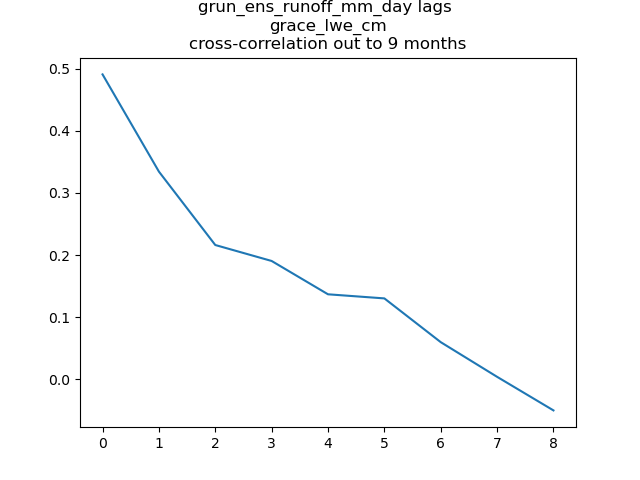 grun_ens_runoff_mm_day lags
grace_lwe_cm
cross-correlation out to 9 months
0.5
0.4
0.3
0.2
0.1
0.0
0 1 2 3 4 5 6 7 8